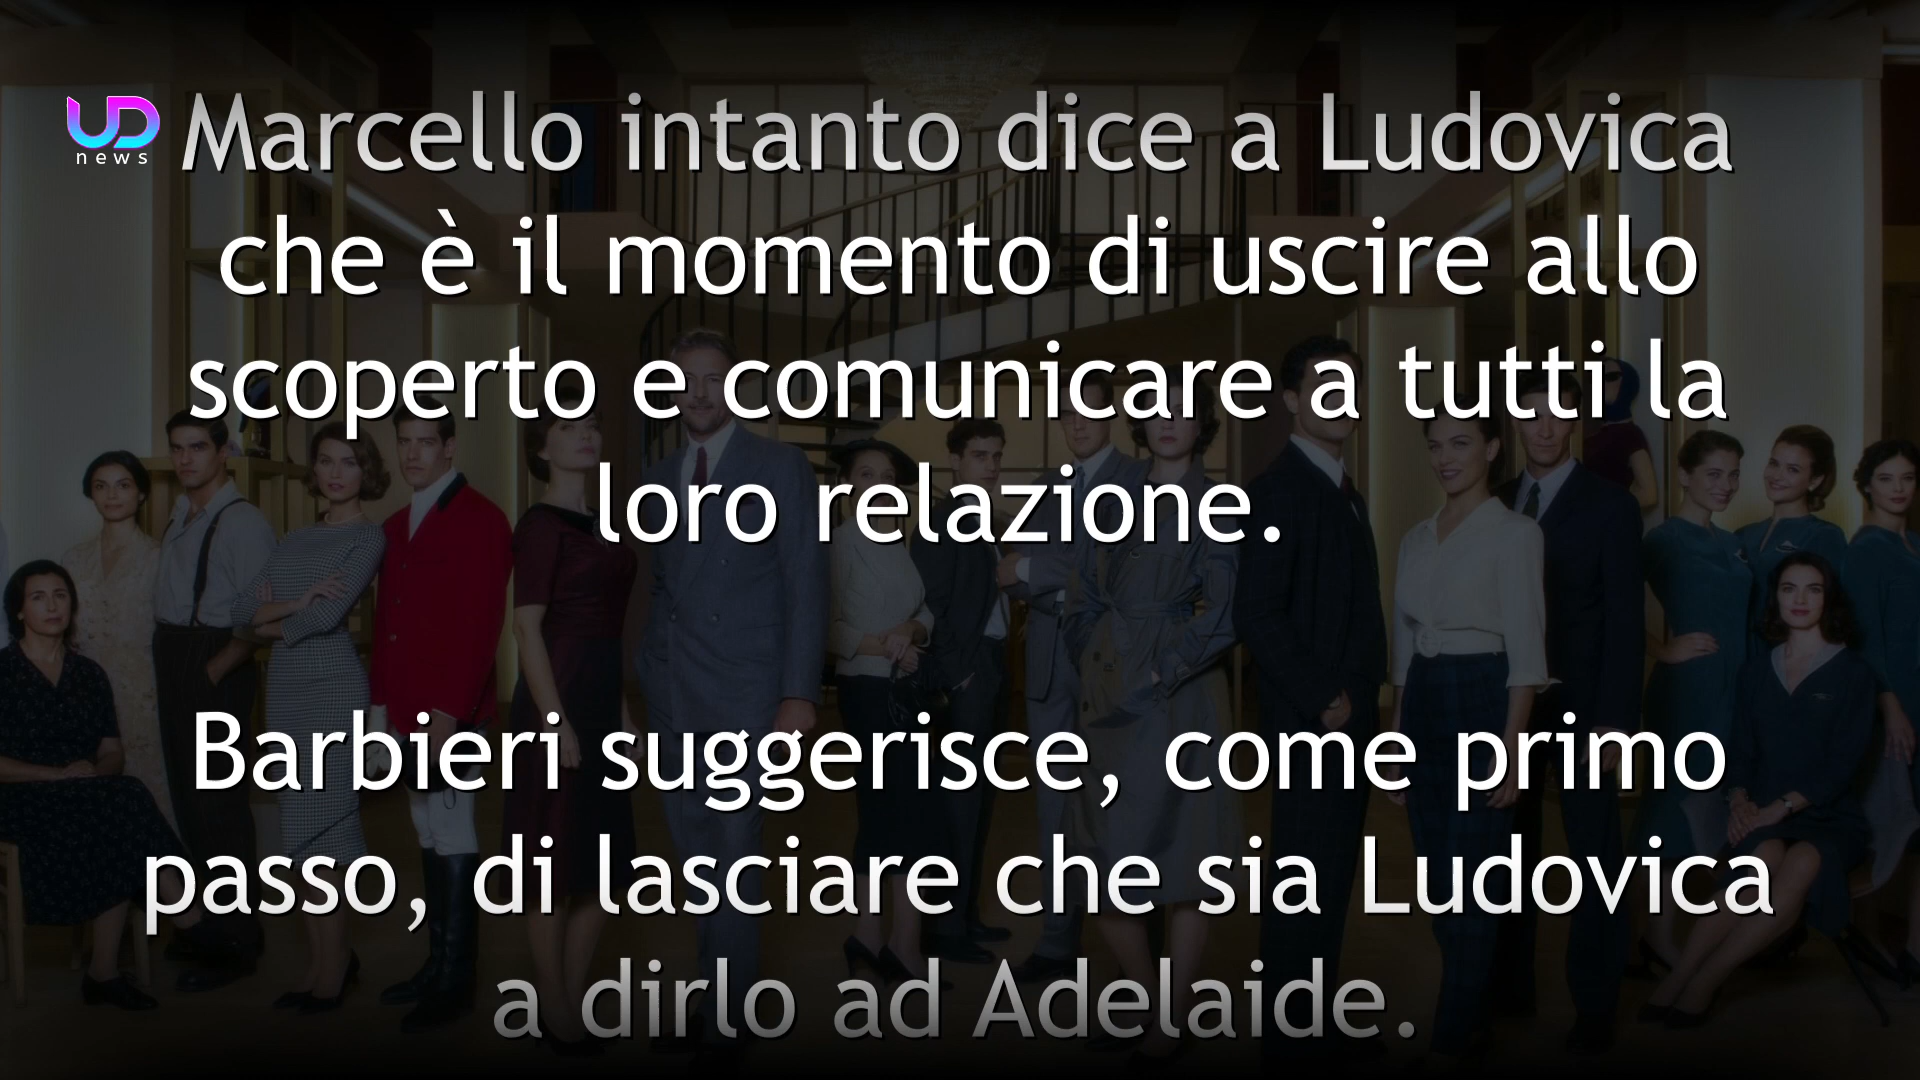 UD
news
Marcello intanto dice a Ludovica
che è il momento di uscire allo
scoperto e comunicare a tutti la
loro relazione.
Barbieri suggerisce, come primo
passo, di lasciare che sia Ludovica
a dirlo ad Adelaide.